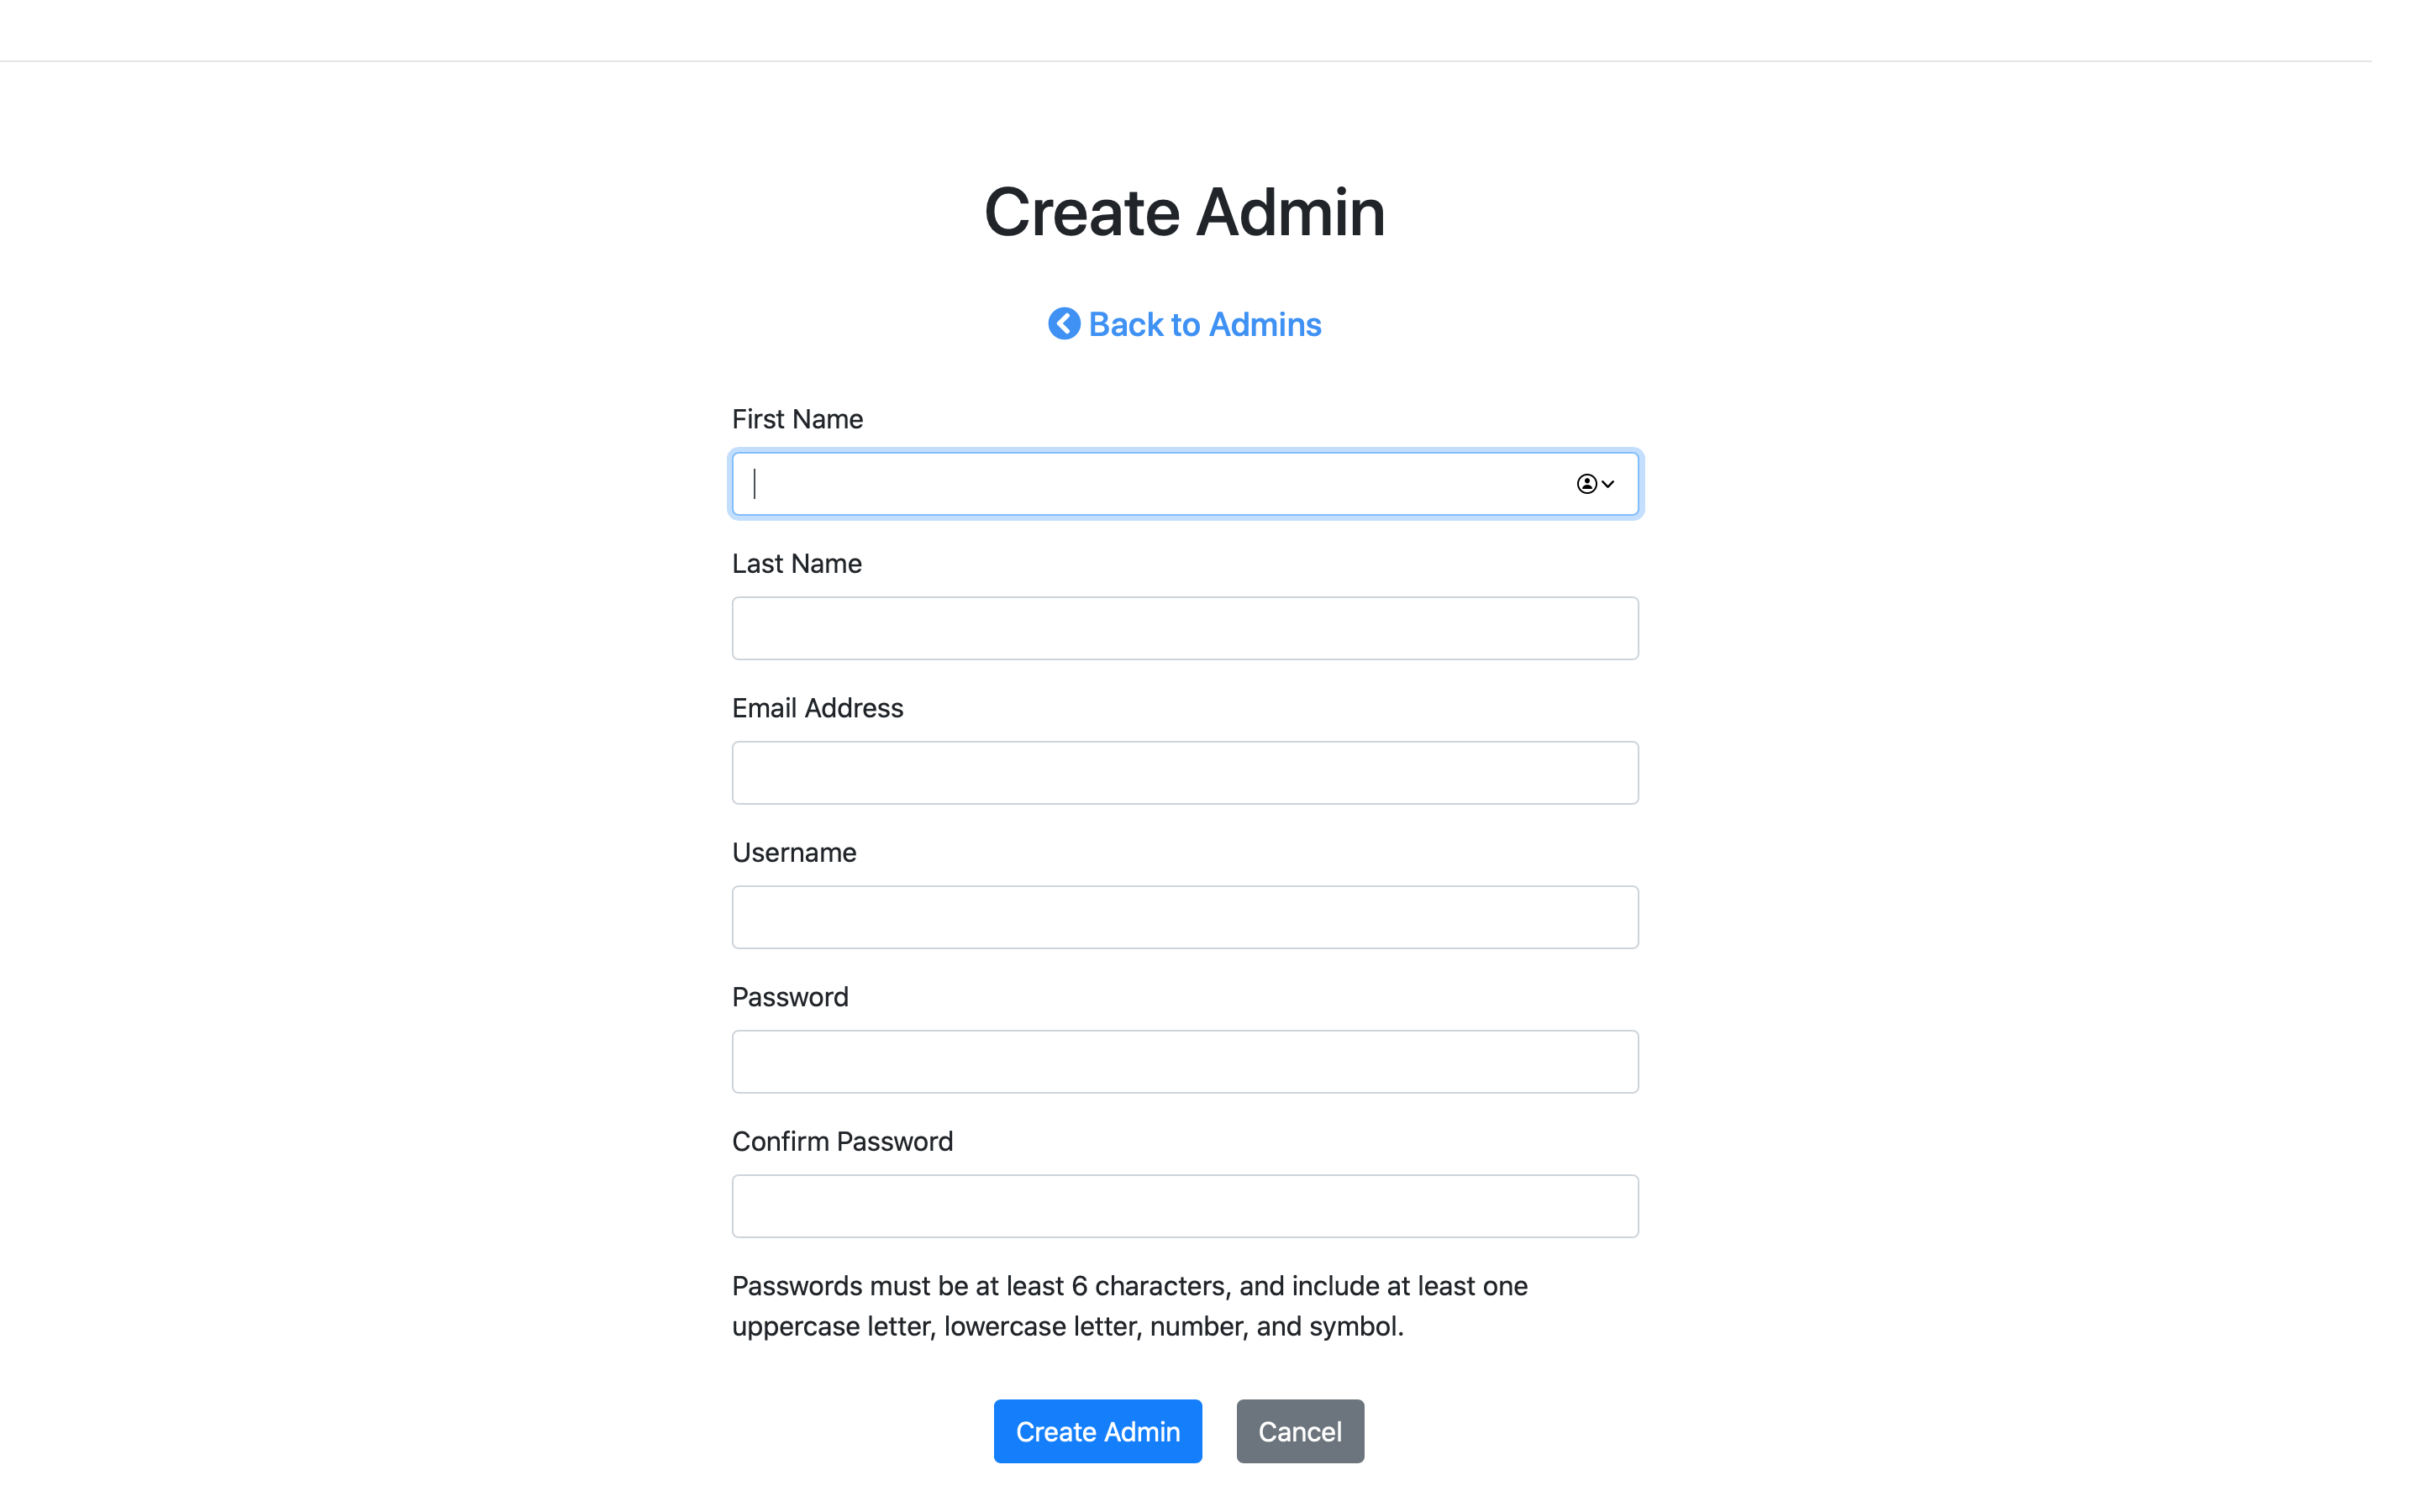 Create Admin
Back to Admins
First Name
Last Name
Email Address
Username
Password
Confirm Password
Passwords must be at least 6 characters, and include at least one
uppercase letter, lowercase letter, number, and symbol.
Create Admin
Cancel